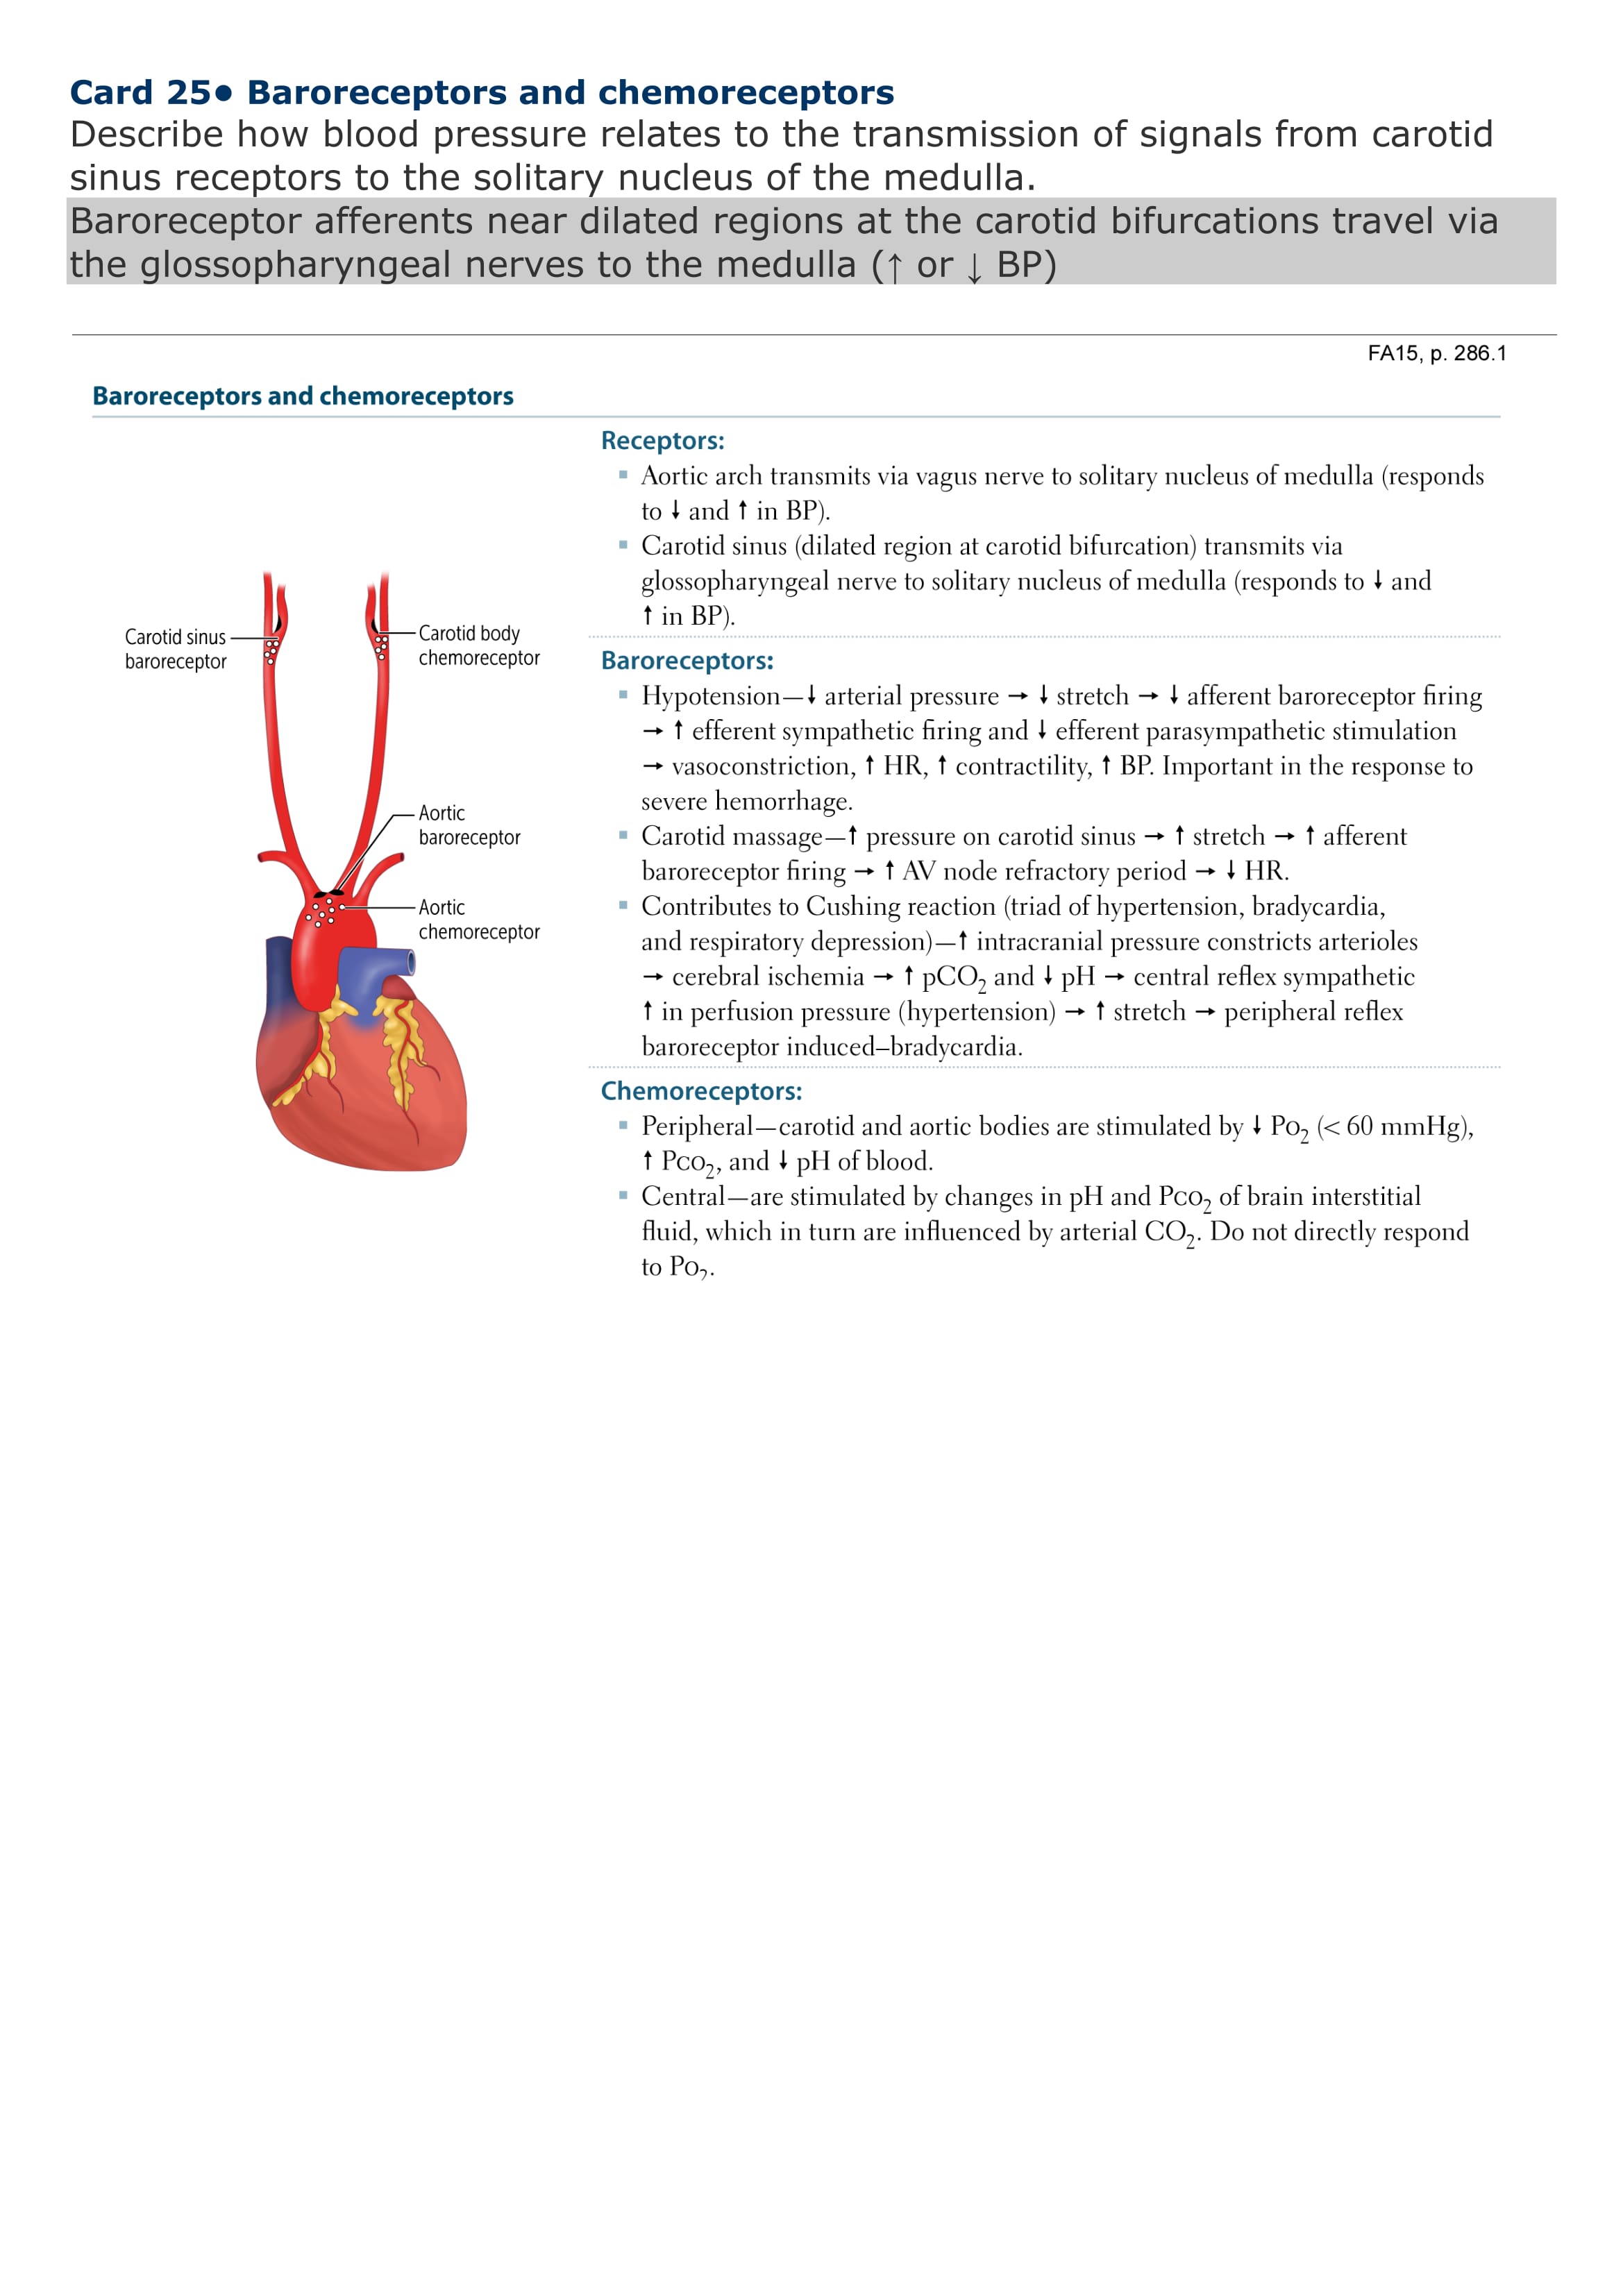 Card 25● Baroreceptors and chemoreceptors
Describe how blood pressure relates to the transmission of signals from carotid
sinus receptors to the solitary nucleus of the medulla.
Baroreceptor afferents near dilated regions at the carotid bifurcations travel via
the glossopharyngeal nerves to the medulla (↑ or ↓ BP)
FA15, p. 286.1
Baroreceptors and chemoreceptors
Carotid sinus
baroreceptor
Carotid body
chemoreceptor
Aortic
baroreceptor
Aortic
chemoreceptor
Receptors:
▪ Aortic arch transmits via vagus nerve to solitary nucleus of medulla (responds
to ↓ and ↑ in BP).
▪ Carotid sinus (dilated region at carotid bifurcation) transmits via
glossopharyngeal nerve to solitary nucleus of medulla (responds to ↓ and
↑ in BP).
Baroreceptors:
▪ Hypotension—↓ arterial pressure → ↓ stretch → ↓ afferent baroreceptor firing
→ ↑ efferent sympathetic firing and ↓ efferent parasympathetic stimulation
→ vasoconstriction, ↑ HR, ↑ contractility, ↑ BP. Important in the response to
severe hemorrhage.
▪ Carotid massage—↑ pressure on carotid sinus → ↑ stretch → ↑ afferent
baroreceptor firing → ↑ AV node refractory period → ↓ HR.
▪ Contributes to Cushing reaction (triad of hypertension, bradycardia,
and respiratory depression)—↑ intracranial pressure constricts arterioles
→ cerebral ischemia → ↑ pCO₂ and ↓ pH → central reflex sympathetic
↑ in perfusion pressure (hypertension) → ↑ stretch → peripheral reflex
baroreceptor induced–bradycardia.
Chemoreceptors:
▪ Peripheral—carotid and aortic bodies are stimulated by ↓ Po₂ (< 60 mmHg),
↑ Pco₂, and ↓ pH of blood.
▪ Central—are stimulated by changes in pH and Pco₂ of brain interstitial
fluid, which in turn are influenced by arterial CO₂. Do not directly respond
to Po₂.